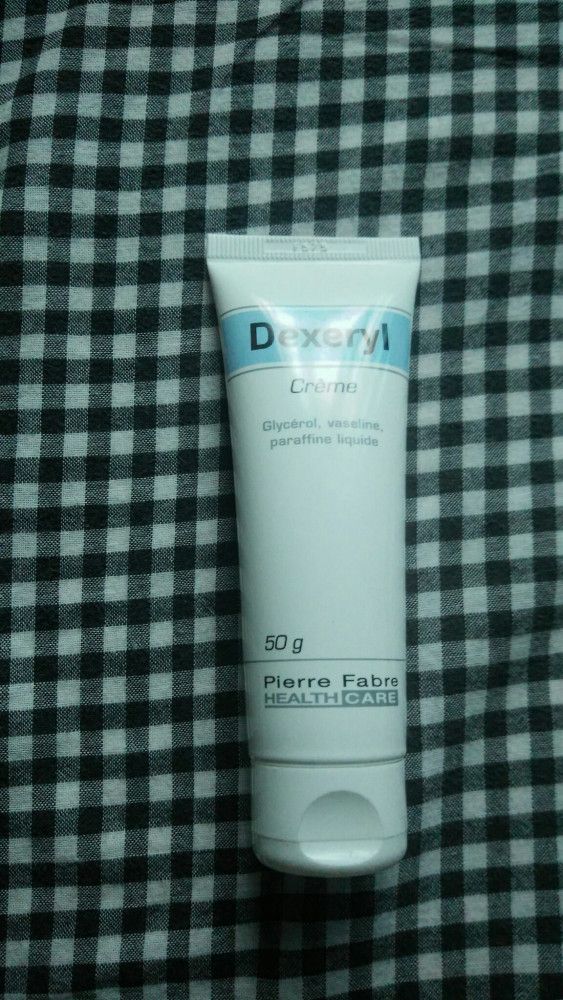 Dexeryl
Crème
Glycérol, vaseline,
paraffine liquide
50 g
Pierre Fabre
HEALTH CARE